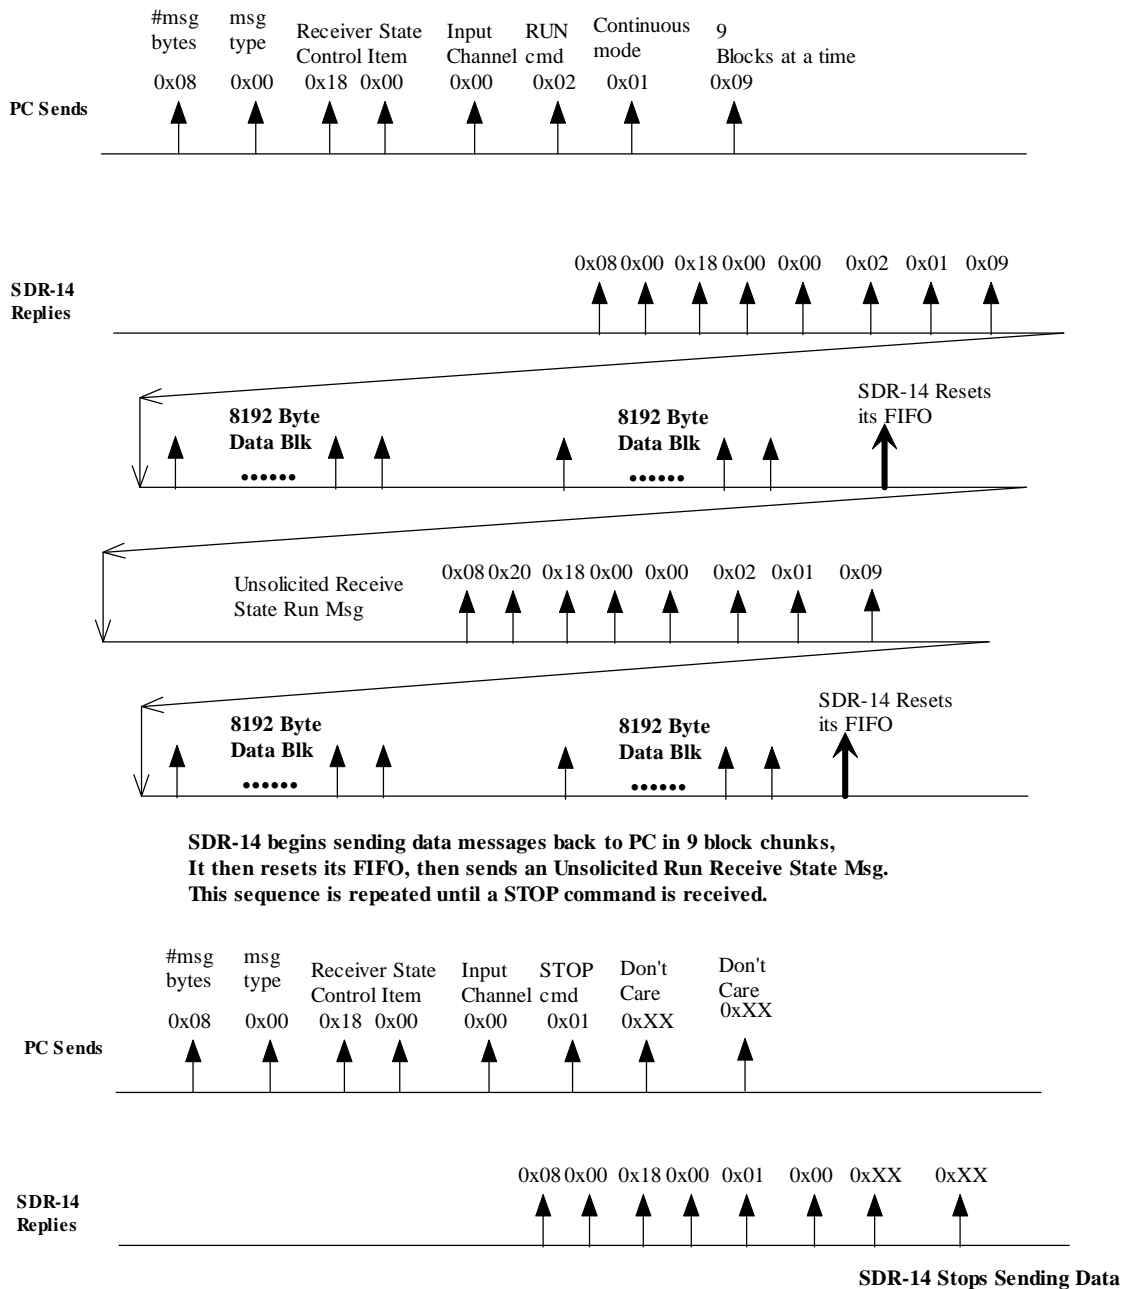 #msg msg
bytes type Receiver State Input RUN Continuous 9
Control Item Channel cmd mode Blocks at a time
0x08 0x00 0x18 0x00 0x00 0x02 0x01 0x09
PC Sends
0x08 0x00 0x18 0x00 0x00 0x02 0x01 0x09
SDR-14
Replies
8192 Byte 8192 Byte SDR-14 Resets
Data Blk Data Blk its FIFO
...... ......
Unsolicited Receive 0x08 0x20 0x18 0x00 0x00 0x02 0x01 0x09
State Run Msg
8192 Byte 8192 Byte SDR-14 Resets
Data Blk Data Blk its FIFO
...... ......
SDR-14 begins sending data messages back to PC in 9 block chunks,
It then resets its FIFO, then sends an Unsolicited Run Receive State Msg.
This sequence is repeated until a STOP command is received.
#msg msg
bytes type Receiver State Input STOP Don't Don't
Control Item Channel cmd Care Care
0x08 0x00 0x18 0x00 0x00 0x01 0xXX 0xXX
PC Sends
0x08 0x00 0x18 0x00 0x01 0x00 0xXX 0xXX
SDR-14
Replies
SDR-14 Stops Sending Data